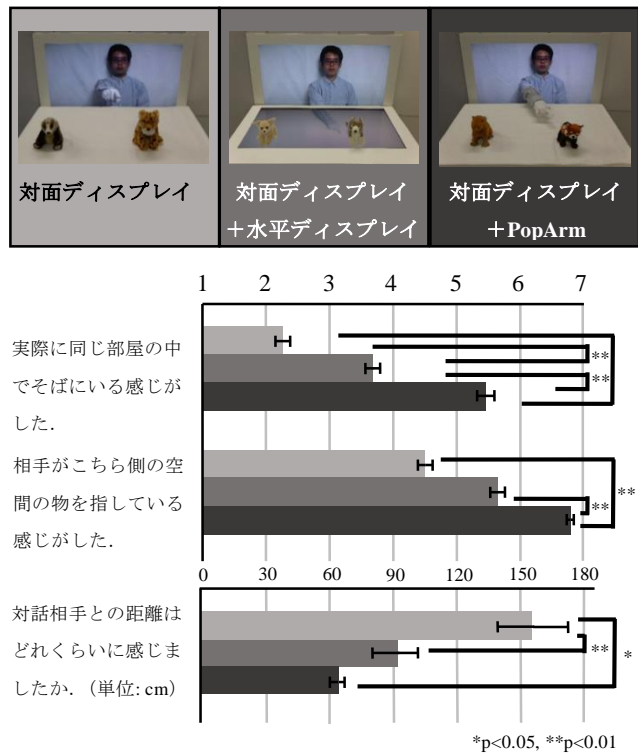 対面ディスプレイ
対面ディスプレイ
＋水平ディスプレイ
対面ディスプレイ
＋PopArm
1 2 3 4 5 6 7
実際に同じ部屋の中
でそばにいる感じが
した．
**
**
相手がこちら側の空
間の物を指している
感じがした．
**
**
0 30 60 90 120 150 180
対話相手との距離は
どれくらいに感じま
したか．（単位: cm）
**
*
*p<0.05, **p<0.01